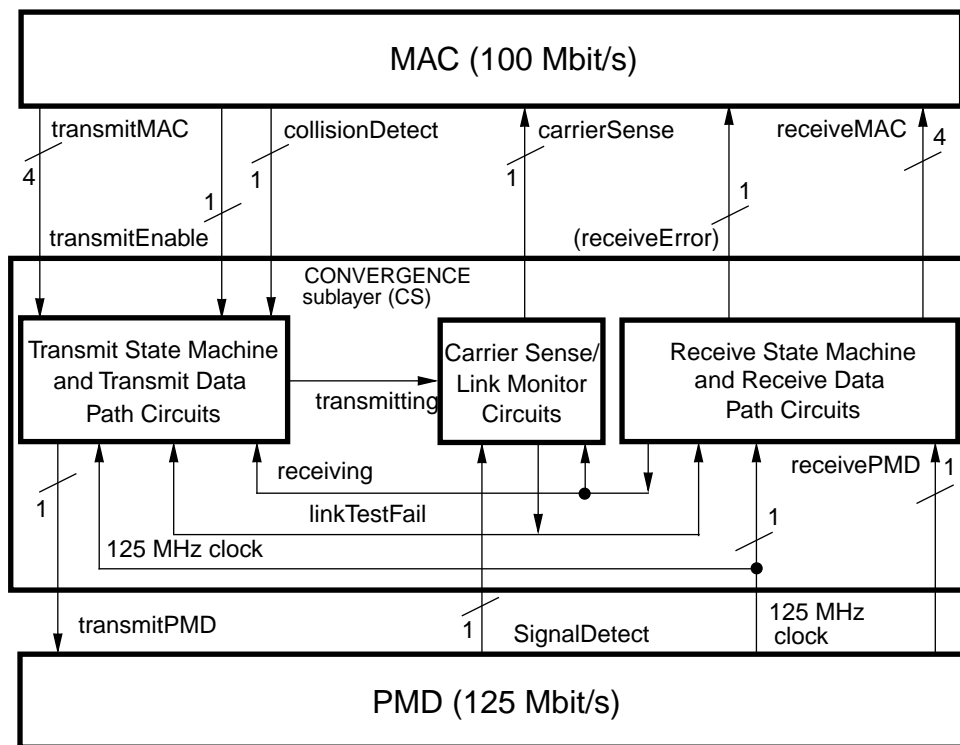 MAC (100 Mbit/s)
transmitMAC
collisionDetect
carrierSense
receiveMAC
4
1
1
1
1
4
transmitEnable
(receiveError)
CONVERGENCE
sublayer (CS)
Transmit State Machine
and Transmit Data
Path Circuits
transmitting
Carrier Sense/
Link Monitor
Circuits
Receive State Machine
and Receive Data
Path Circuits
receiving
receivePMD
1
1
linkTestFail
1
125 MHz clock
transmitPMD
1
SignalDetect
125 MHz
clock
PMD (125 Mbit/s)